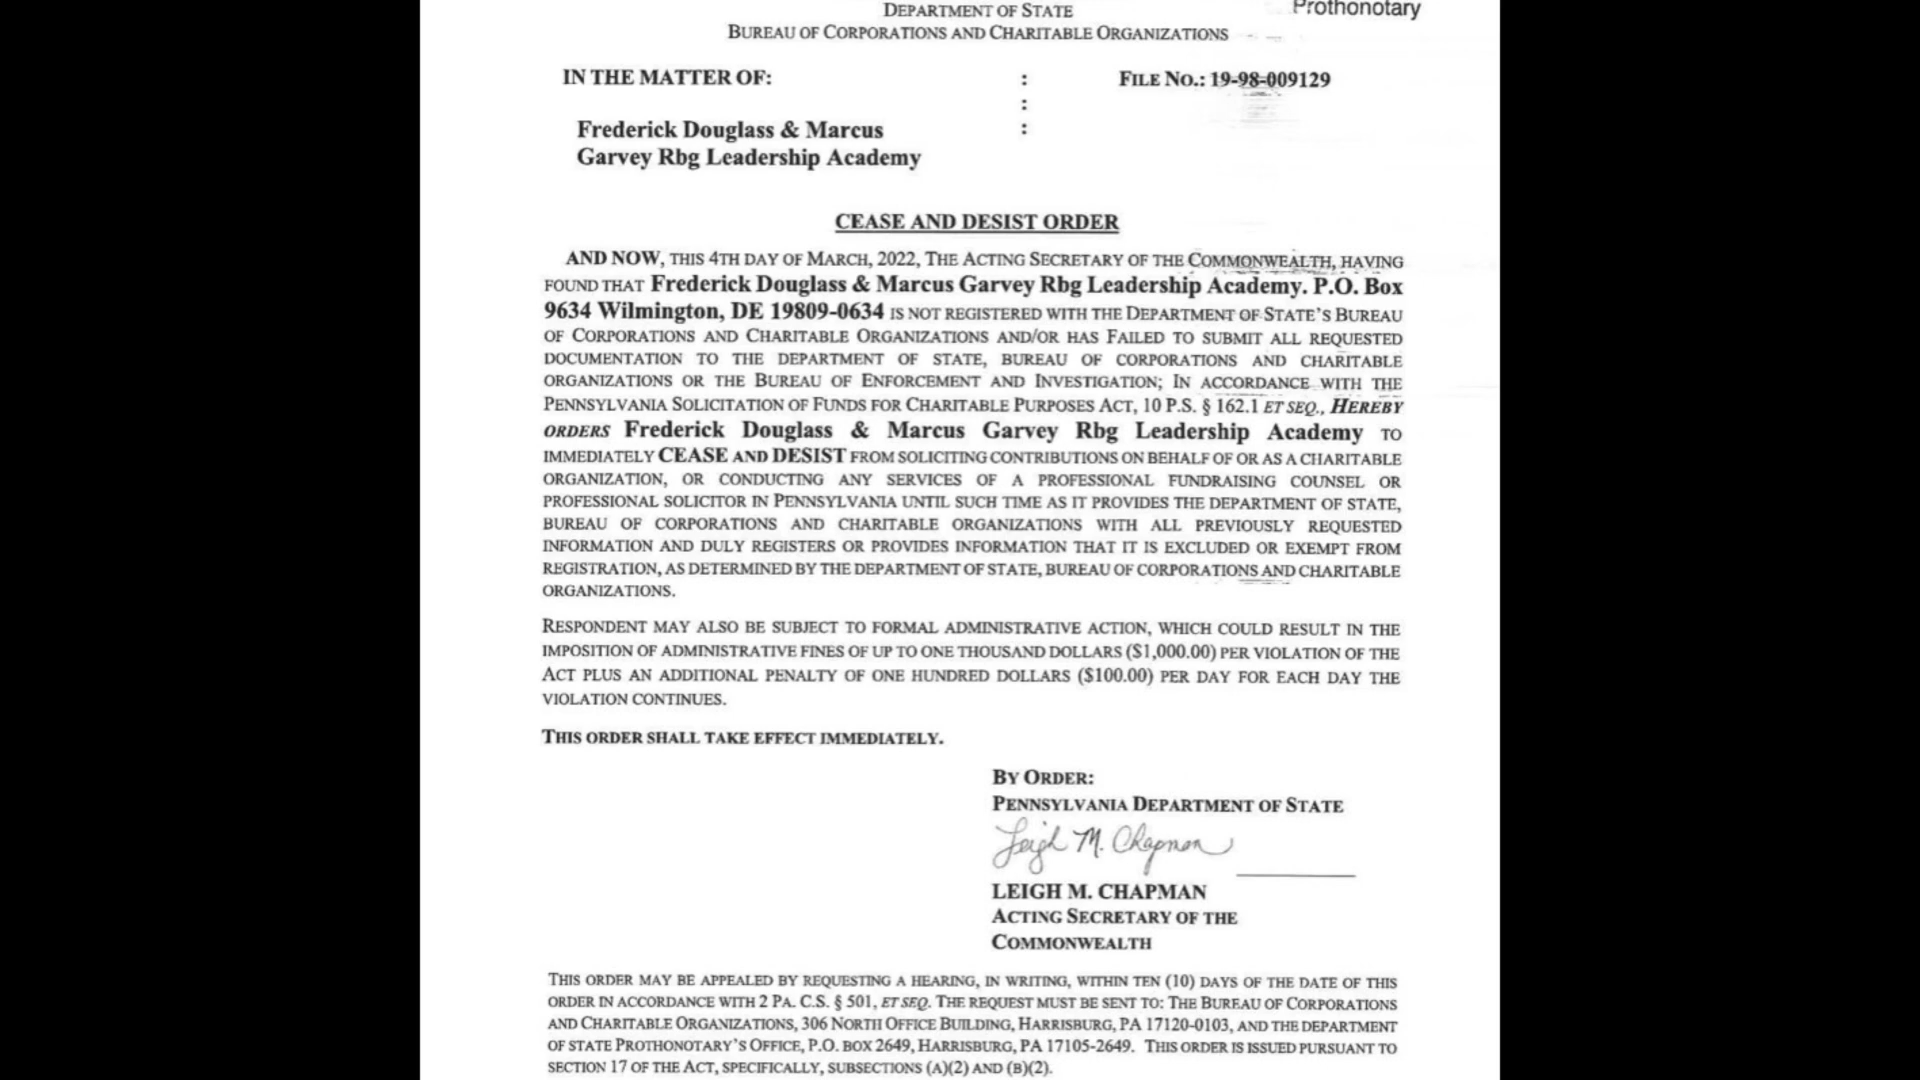 DEPARTMENT OF STATE
Prothonotary
BUREAU OF CORPORATIONS AND CHARITABLE ORGANIZATIONS
IN THE MATTER OF: : FILE NO.: 19-98-009129
:
Frederick Douglass & Marcus :
Garvey Rbg Leadership Academy
CEASE AND DESIST ORDER
AND NOW, THIS 4TH DAY OF MARCH, 2022, THE ACTING SECRETARY OF THE COMMONWEALTH, HAVING
FOUND THAT Frederick Douglass & Marcus Garvey Rbg Leadership Academy. P.O. Box
9634 Wilmington, DE 19809-0634 IS NOT REGISTERED WITH THE DEPARTMENT OF STATE'S BUREAU
OF CORPORATIONS AND CHARITABLE ORGANIZATIONS AND/OR HAS FAILED TO SUBMIT ALL REQUESTED
DOCUMENTATION TO THE DEPARTMENT OF STATE, BUREAU OF CORPORATIONS AND CHARITABLE
ORGANIZATIONS OR THE BUREAU OF ENFORCEMENT AND INVESTIGATION; IN ACCORDANCE WITH THE
PENNSYLVANIA SOLICITATION OF FUNDS FOR CHARITABLE PURPOSES ACT, 10 P.S. § 162.1 ET SEQ., HEREBY
ORDERS Frederick Douglass & Marcus Garvey Rbg Leadership Academy TO
IMMEDIATELY CEASE AND DESIST FROM SOLICITING CONTRIBUTIONS ON BEHALF OF OR AS A CHARITABLE
ORGANIZATION, OR CONDUCTING ANY SERVICES OF A PROFESSIONAL FUNDRAISING COUNSEL OR
PROFESSIONAL SOLICITOR IN PENNSYLVANIA UNTIL SUCH TIME AS IT PROVIDES THE DEPARTMENT OF STATE,
BUREAU OF CORPORATIONS AND CHARITABLE ORGANIZATIONS WITH ALL PREVIOUSLY REQUESTED
INFORMATION AND DULY REGISTERS OR PROVIDES INFORMATION THAT IT IS EXCLUDED OR EXEMPT FROM
REGISTRATION, AS DETERMINED BY THE DEPARTMENT OF STATE, BUREAU OF CORPORATIONS AND CHARITABLE
ORGANIZATIONS.
RESPONDENT MAY ALSO BE SUBJECT TO FORMAL ADMINISTRATIVE ACTION, WHICH COULD RESULT IN THE
IMPOSITION OF ADMINISTRATIVE FINES OF UP TO ONE THOUSAND DOLLARS ($1,000.00) PER VIOLATION OF THE
ACT PLUS AN ADDITIONAL PENALTY OF ONE HUNDRED DOLLARS ($100.00) PER DAY FOR EACH DAY THE
VIOLATION CONTINUES.
THIS ORDER SHALL TAKE EFFECT IMMEDIATELY.
BY ORDER:
PENNSYLVANIA DEPARTMENT OF STATE
Leigh M. Chapman
LEIGH M. CHAPMAN
ACTING SECRETARY OF THE
COMMONWEALTH
THIS ORDER MAY BE APPEALED BY REQUESTING A HEARING, IN WRITING, WITHIN TEN (10) DAYS OF THE DATE OF THIS
ORDER IN ACCORDANCE WITH 2 PA. C.S. § 501, ET SEQ. THE REQUEST MUST BE SENT TO: THE BUREAU OF CORPORATIONS
AND CHARITABLE ORGANIZATIONS, 306 NORTH OFFICE BUILDING, HARRISBURG, PA 17120-0103, AND THE DEPARTMENT
OF STATE PROTHONOTARY'S OFFICE, P.O. BOX 2649, HARRISBURG, PA 17105-2649. THIS ORDER IS ISSUED PURSUANT TO
SECTION 17 OF THE ACT, SPECIFICALLY, SUBSECTIONS (A)(2) AND (B)(2).